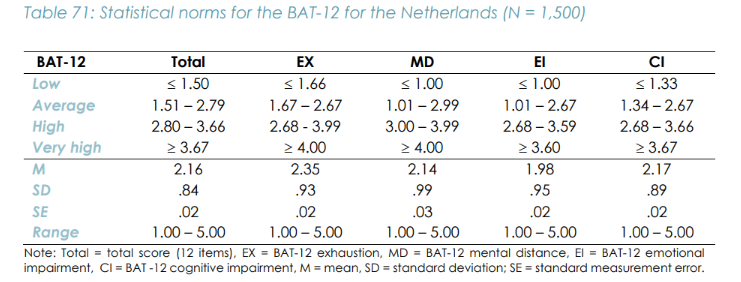 Table 71: Statistical norms for the BAT-12 for the Netherlands (N = 1,500)
BAT-12 Total EX MD EI CI
Low ≤ 1.50 ≤ 1.66 ≤ 1.00 ≤ 1.00 ≤ 1.33
Average 1.51 – 2.79 1.67 – 2.67 1.01 – 2.99 1.01 – 2.67 1.34 – 2.67
High 2.80 – 3.66 2.68 - 3.99 3.00 – 3.99 2.68 – 3.59 2.68 – 3.66
Very high ≥ 3.67 ≥ 4.00 ≥ 4.00 ≥ 3.60 ≥ 3.67
M 2.16 2.35 2.14 1.98 2.17
SD .84 .93 .99 .95 .89
SE .02 .02 .03 .02 .02
Range 1.00 – 5.00 1.00 – 5.00 1.00 – 5.00 1.00 – 5.00 1.00 – 5.00
Note: Total = total score (12 items), EX = BAT-12 exhaustion, MD = BAT-12 mental distance, EI = BAT-12 emotional
impairment, CI = BAT -12 cognitive impairment, M = mean, SD = standard deviation; SE = standard measurement error.